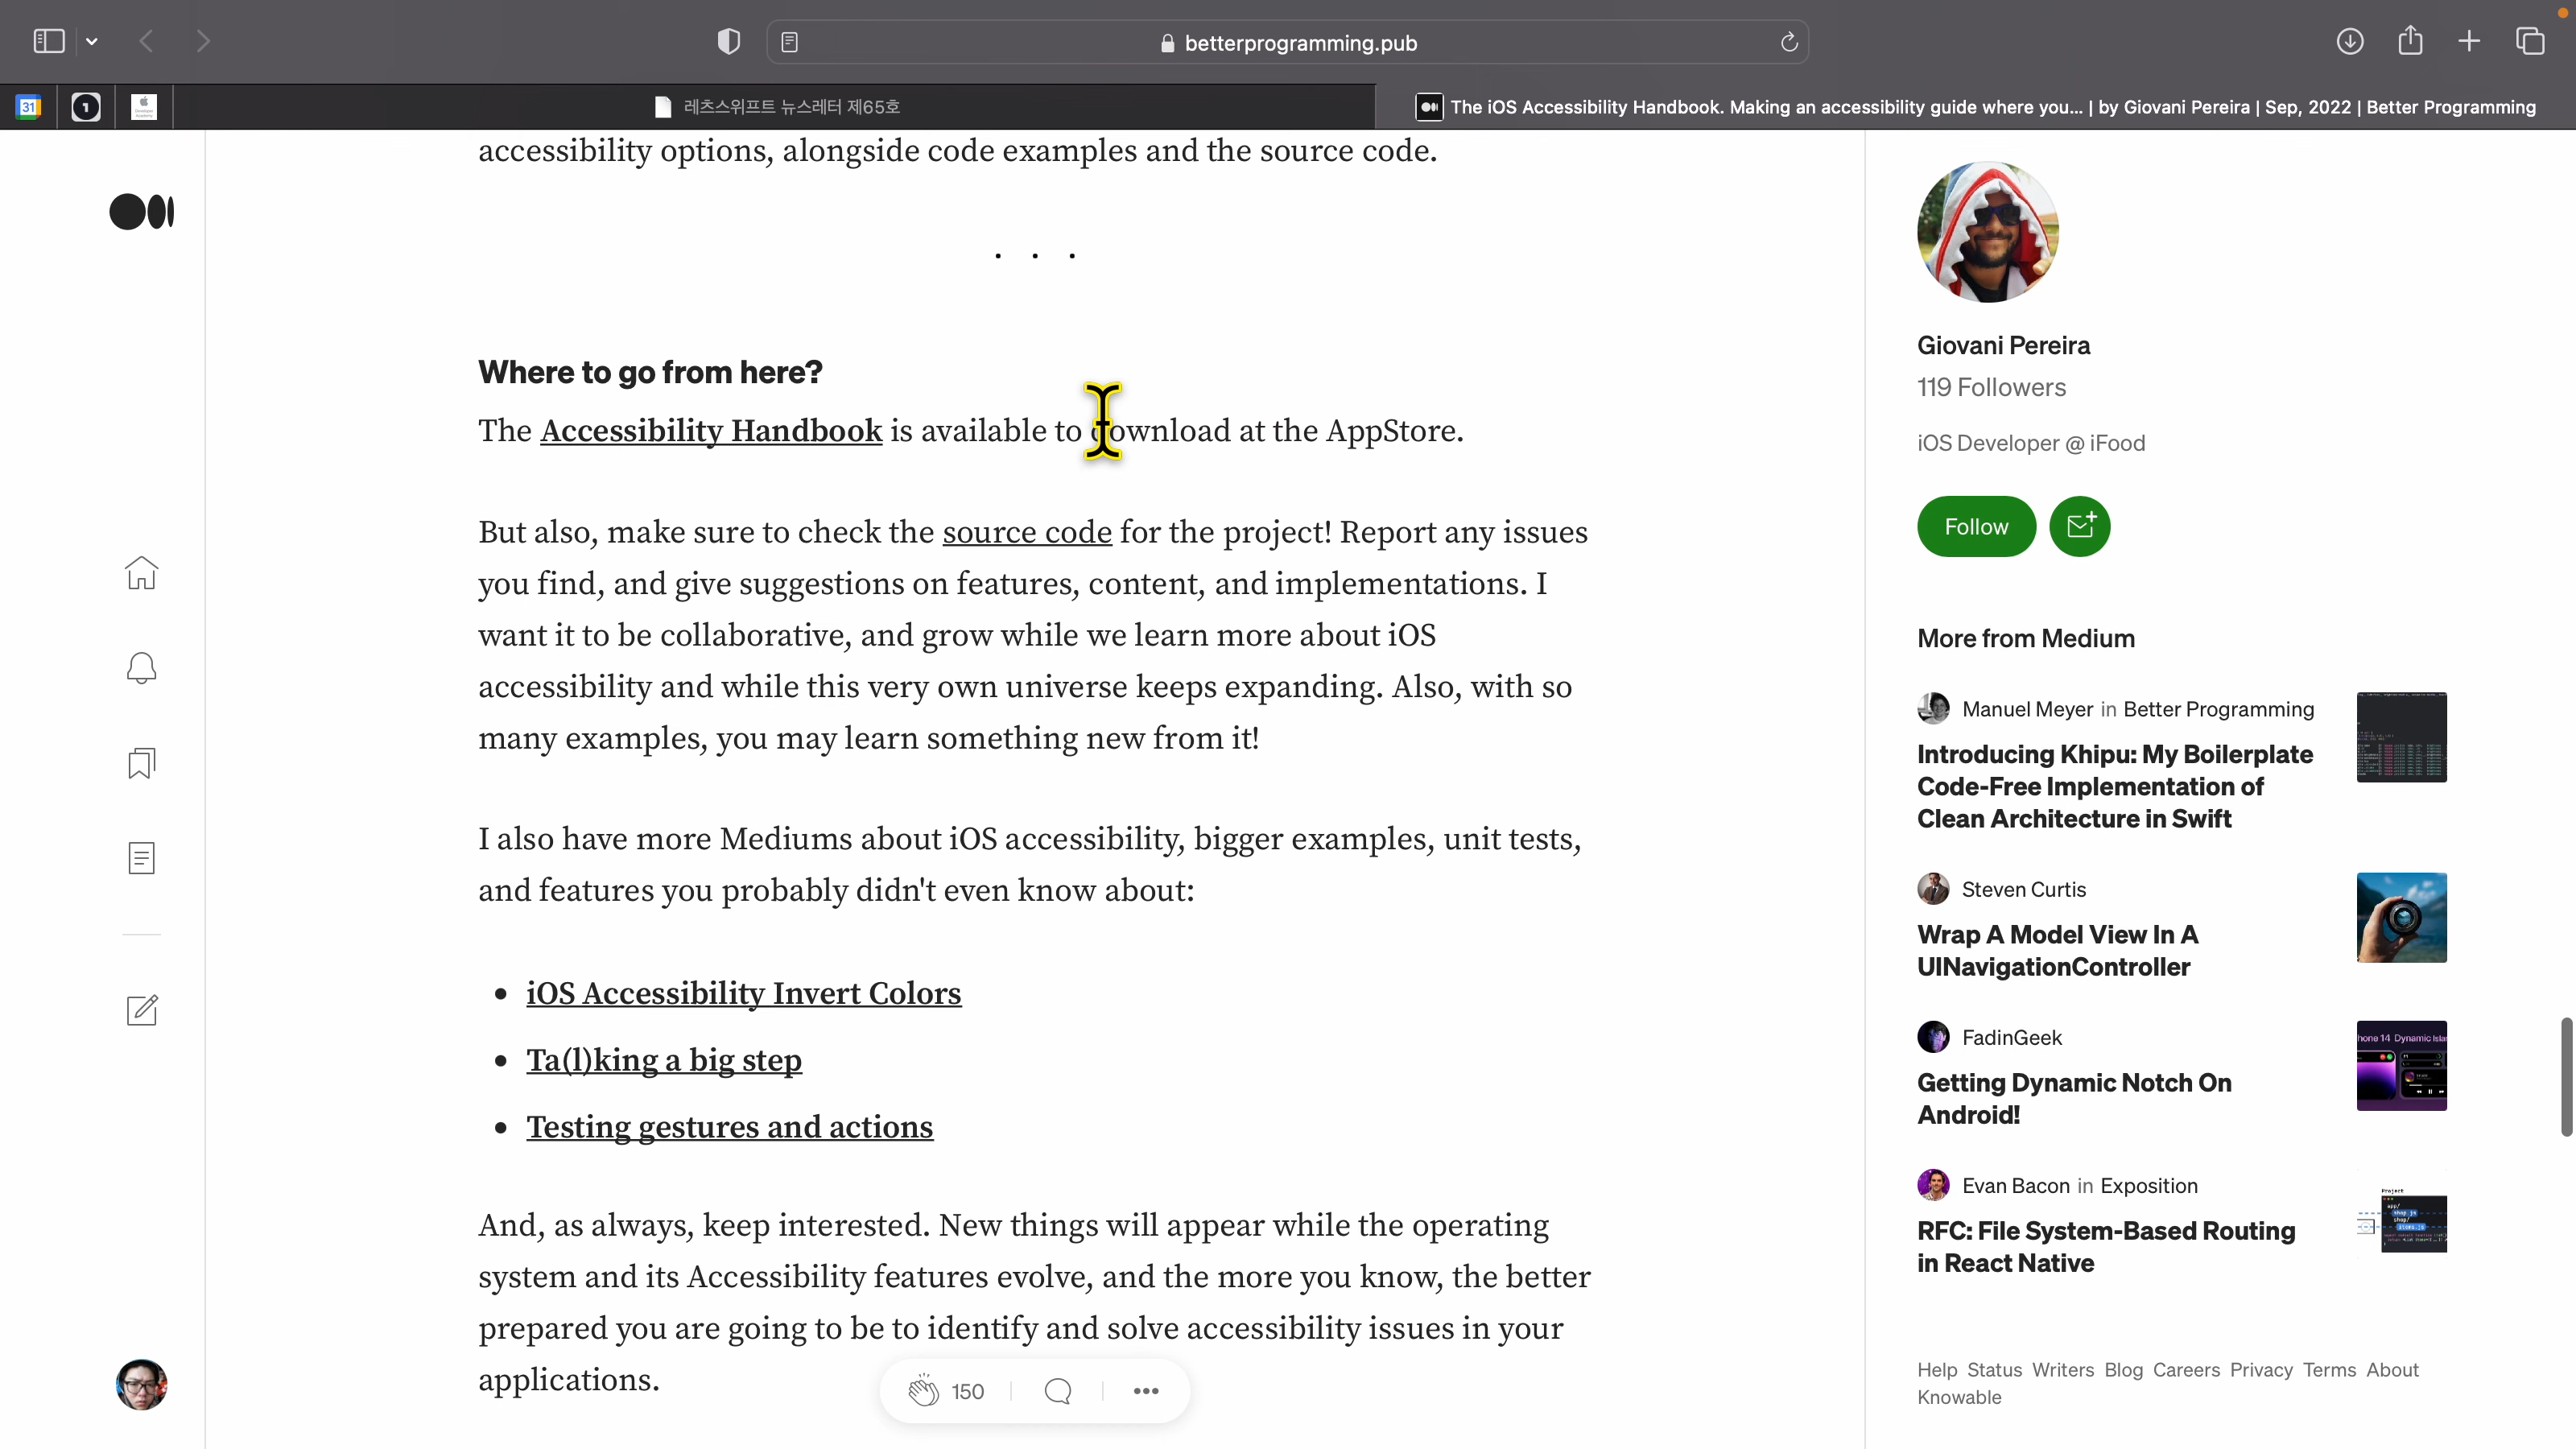 betterprogramming.pub
31
1
레츠스위프트 뉴스레터 제65호
The iOS Accessibility Handbook. Making an accessibility guide where you... | by Giovani Pereira | Sep, 2022 | Better Programming
accessibility options, alongside code examples and the source code.
. . .
Where to go from here?
The Accessibility Handbook is available to download at the AppStore.
But also, make sure to check the source code for the project! Report any issues
you find, and give suggestions on features, content, and implementations. I
want it to be collaborative, and grow while we learn more about iOS
accessibility and while this very own universe keeps expanding. Also, with so
many examples, you may learn something new from it!
I also have more Mediums about iOS accessibility, bigger examples, unit tests,
and features you probably didn't even know about:
• iOS Accessibility Invert Colors
• Ta(l)king a big step
• Testing gestures and actions
And, as always, keep interested. New things will appear while the operating
system and its Accessibility features evolve, and the more you know, the better
prepared you are going to be to identify and solve accessibility issues in your
applications.
150
Giovani Pereira
119 Followers
iOS Developer @ iFood
Follow
More from Medium
Manuel Meyer in Better Programming
Introducing Khipu: My Boilerplate
Code-Free Implementation of
Clean Architecture in Swift
Steven Curtis
Wrap A Model View In A
UINavigationController
FadinGeek
Getting Dynamic Notch On
Android!
hone 14 Dynamic Islan
Evan Bacon in Exposition
RFC: File System-Based Routing
in React Native
Project
app/
shop.js
shop/
Help Status Writers Blog Careers Privacy Terms About
Knowable